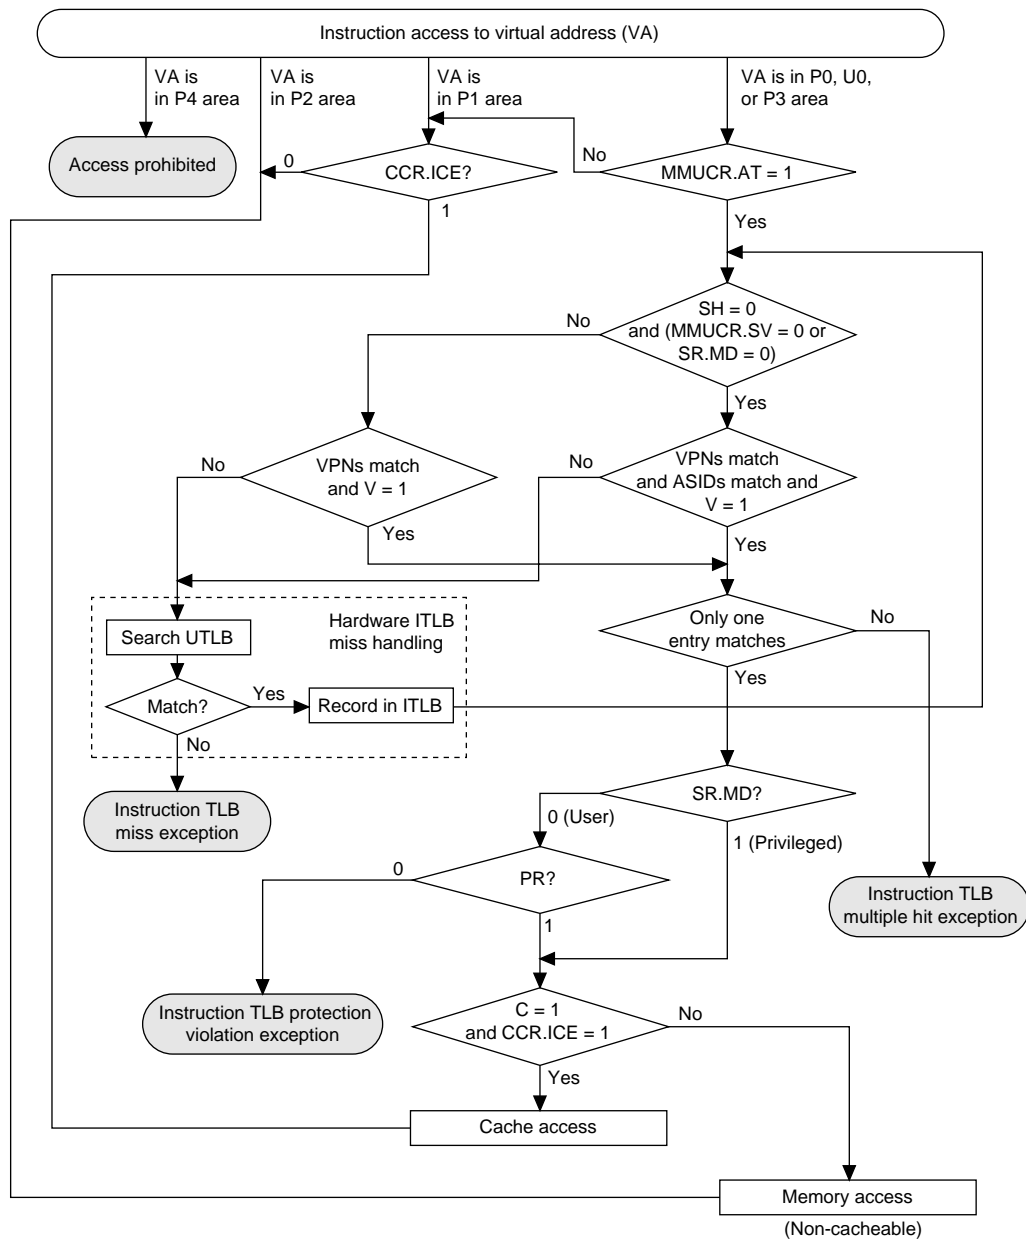 Instruction access to virtual address (VA)
VA is
in P4 area
VA is
in P2 area
VA is
in P1 area
VA is in P0, U0,
or P3 area
Access prohibited
0
CCR.ICE?
No
MMUCR.AT = 1
1
Yes
SH = 0
and (MMUCR.SV = 0 or
SR.MD = 0)
No
Yes
No
VPNs match
and V = 1
No
VPNs match
and ASIDs match and
V = 1
Yes
Yes
Hardware ITLB
miss handling
Search UTLB
Only one
entry matches
No
Yes
Match?
Yes
Record in ITLB
No
Instruction TLB
miss exception
SR.MD?
0 (User)
1 (Privileged)
0
PR?
1
Instruction TLB
multiple hit exception
Instruction TLB protection
violation exception
C = 1
and CCR.ICE = 1
No
Yes
Cache access
Memory access
(Non-cacheable)